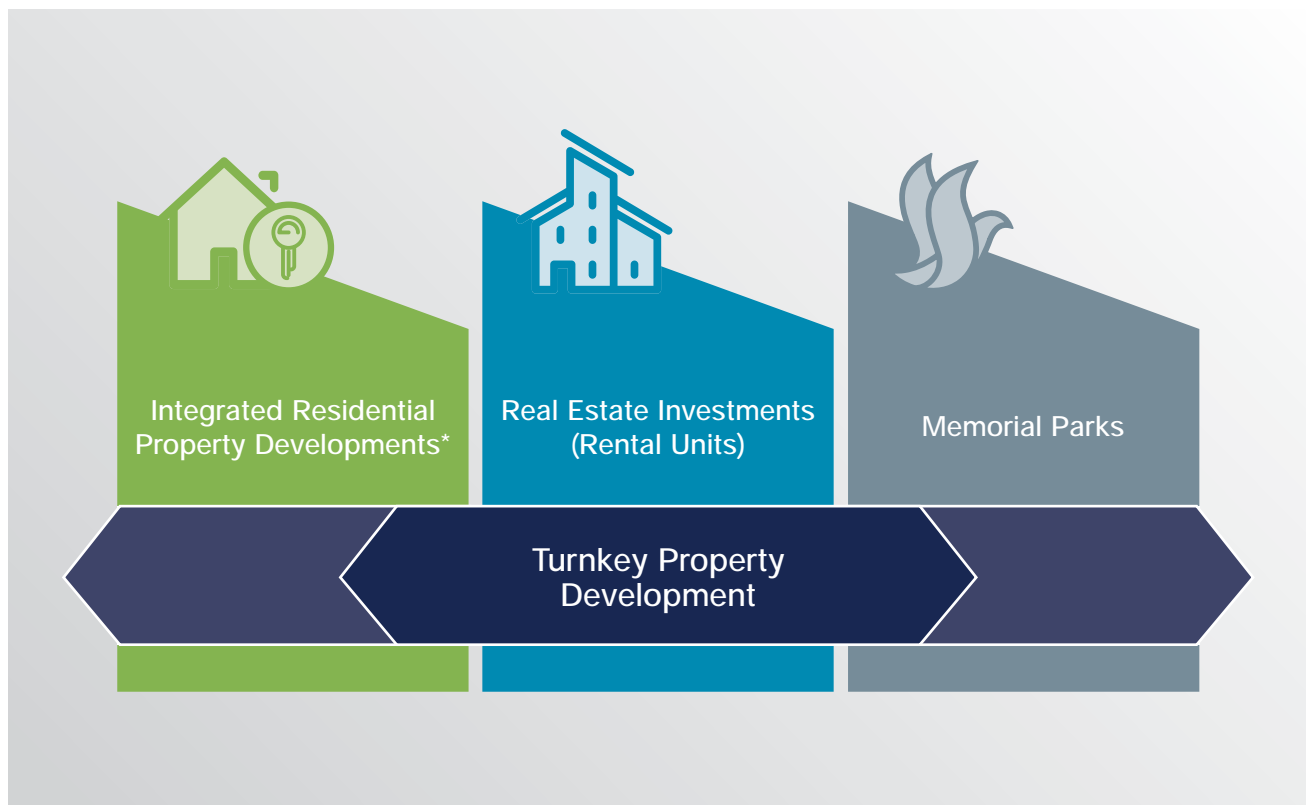 Integrated Residential
Property Developments*
Real Estate Investments
(Rental Units)
Memorial Parks
Turnkey Property
Development